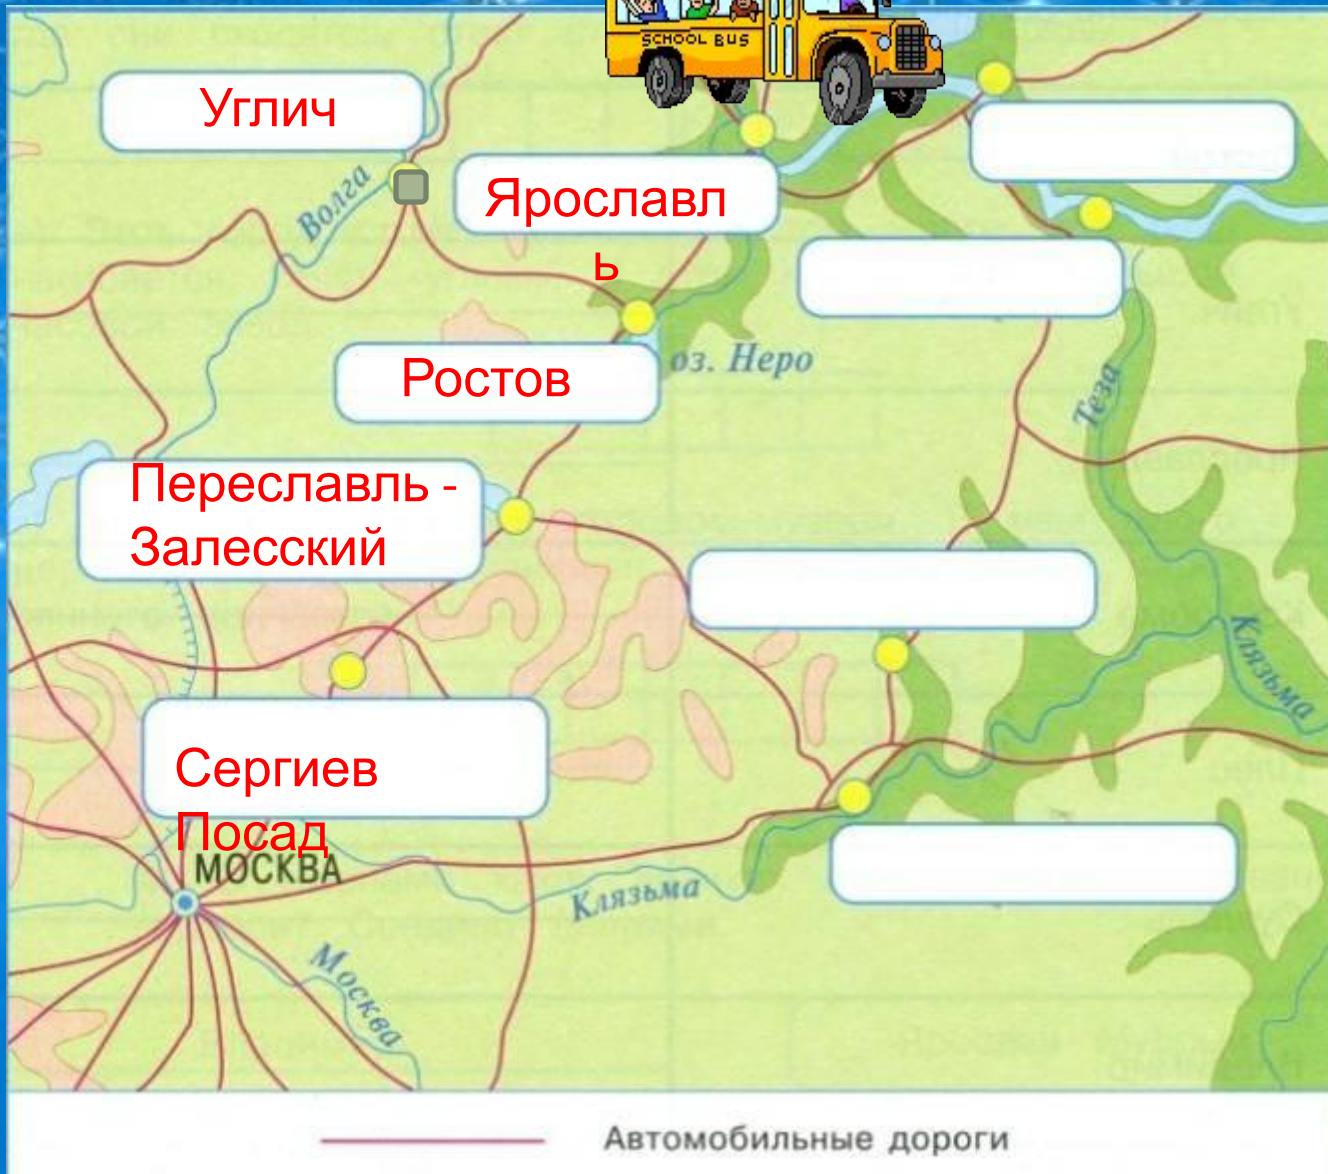 SCHOOL BUS
Углич
Волга
Ярославл
ь
Ростов
оз. Неро
Теза
Переславль -
Залесский
Клязьма
Сергиев
Посад
МОСКВА
Клязьма
Москва
Автомобильные дороги